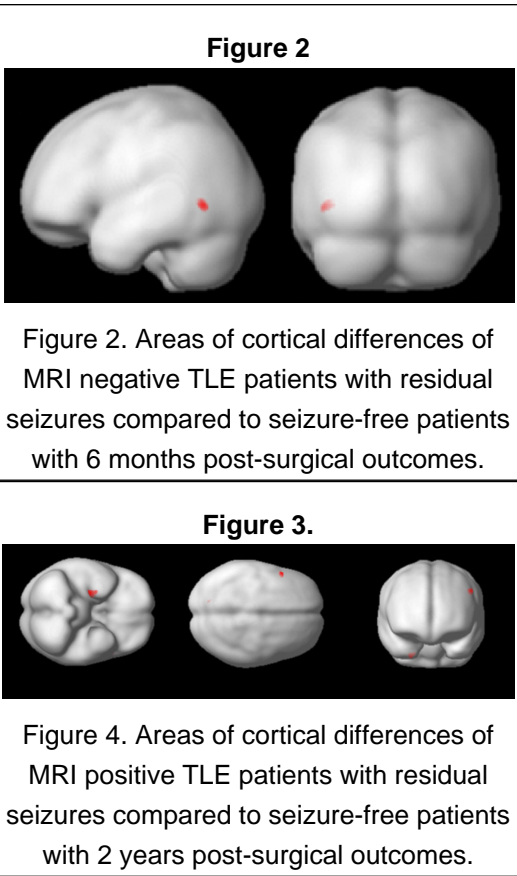 Figure 2
Figure 2. Areas of cortical differences of
MRI negative TLE patients with residual
seizures compared to seizure-free patients
with 6 months post-surgical outcomes.
Figure 3.
Figure 4. Areas of cortical differences of
MRI positive TLE patients with residual
seizures compared to seizure-free patients
with 2 years post-surgical outcomes.